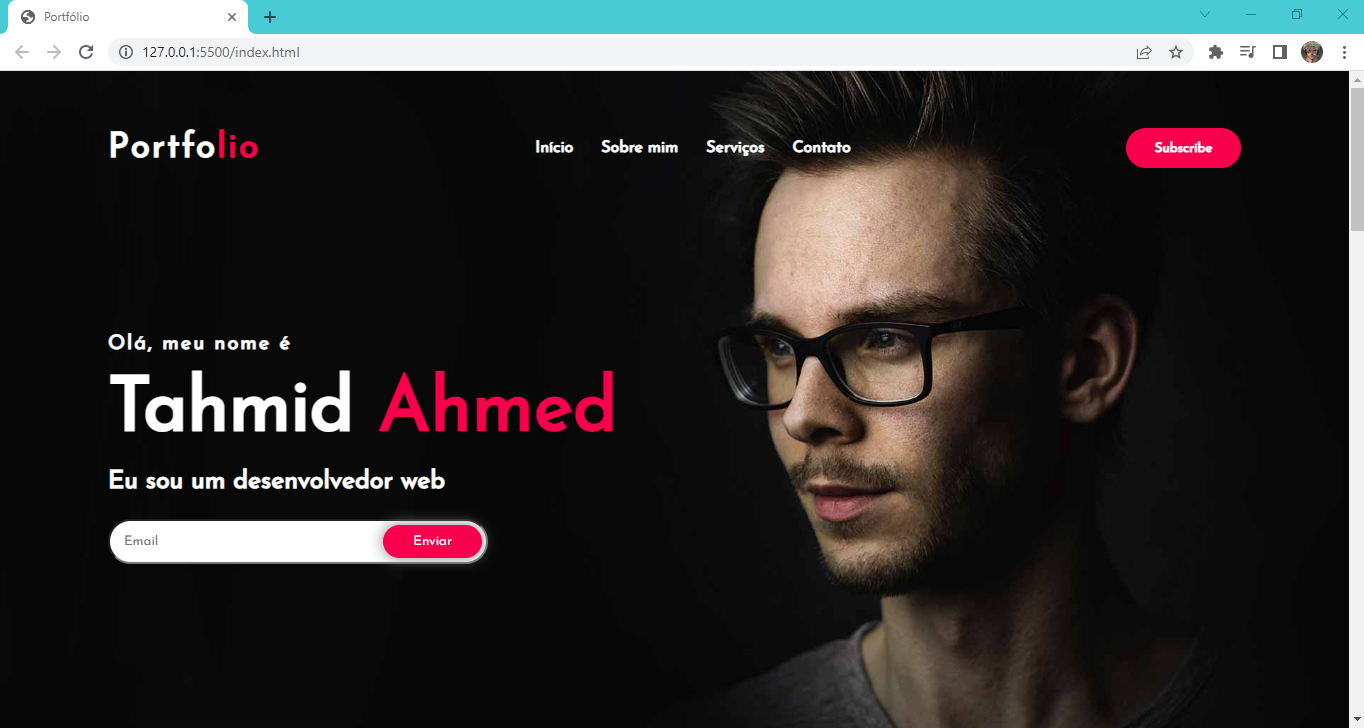 Portfólio
127.0.0.1:5500/index.html
Portfolio
Início Sobre mim Serviços Contato
Subscribe
Olá, meu nome é
Tahmid Ahmed
Eu sou um desenvolvedor web
Email
Enviar